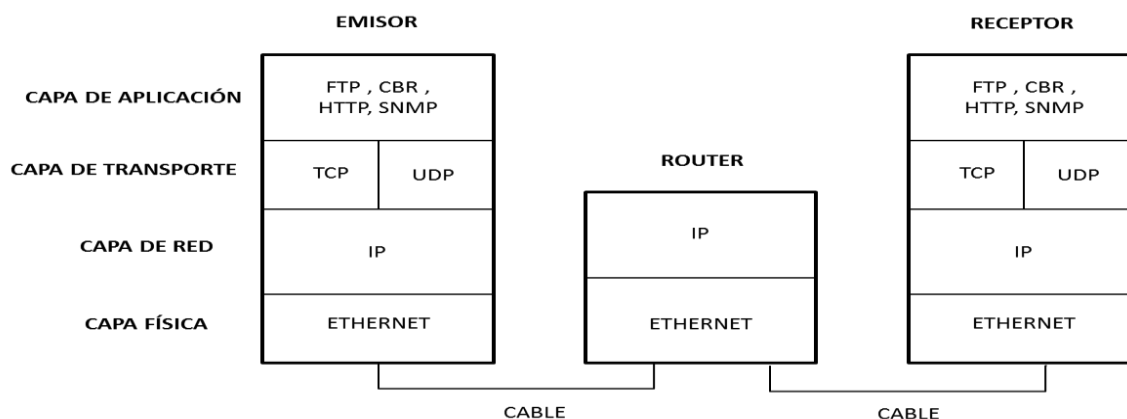 EMISOR
RECEPTOR
CAPA DE APLICACIÓN
FTP , CBR ,
HTTP, SNMP
FTP , CBR ,
HTTP, SNMP
CAPA DE TRANSPORTE
TCP
UDP
ROUTER
TCP
UDP
CAPA DE RED
IP
IP
IP
CAPA FÍSICA
ETHERNET
ETHERNET
ETHERNET
CABLE
CABLE